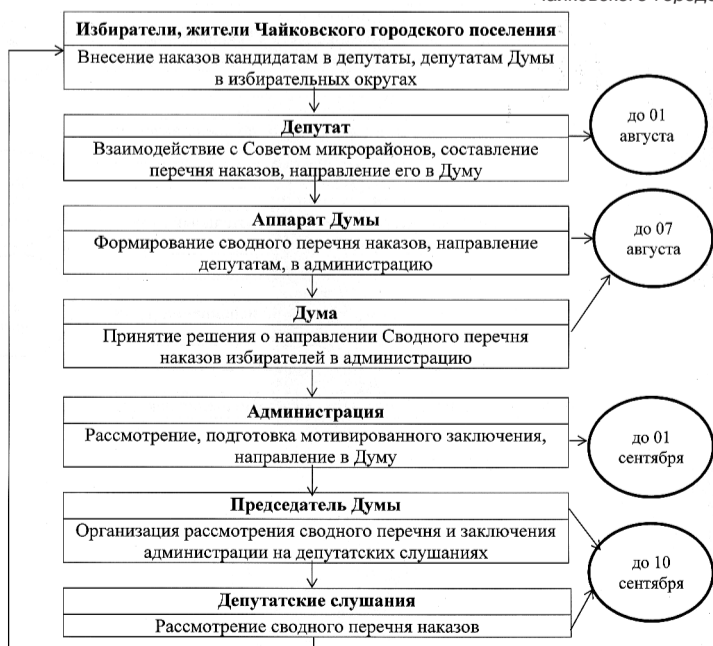 Избиратели, жители Чайковского городского поселения
Внесение наказов кандидатам в депутаты, депутатам Думы
в избирательных округах
до 01
августа
Депутат
Взаимодействие с Советом микрорайонов, составление
перечня наказов, направление его в Думу
Аппарат Думы
Формирование сводного перечня наказов, направление
депутатам, в администрацию
до 07
августа
Дума
Принятие решения о направлении Сводного перечня
наказов избирателей в администрацию
Администрация
Рассмотрение, подготовка мотивированного заключения,
направление в Думу
до 01
сентября
Председатель Думы
Организация рассмотрения сводного перечня и заключения
администрации на депутатских слушаниях
до 10
сентября
Депутатские слушания
Рассмотрение сводного перечня наказов